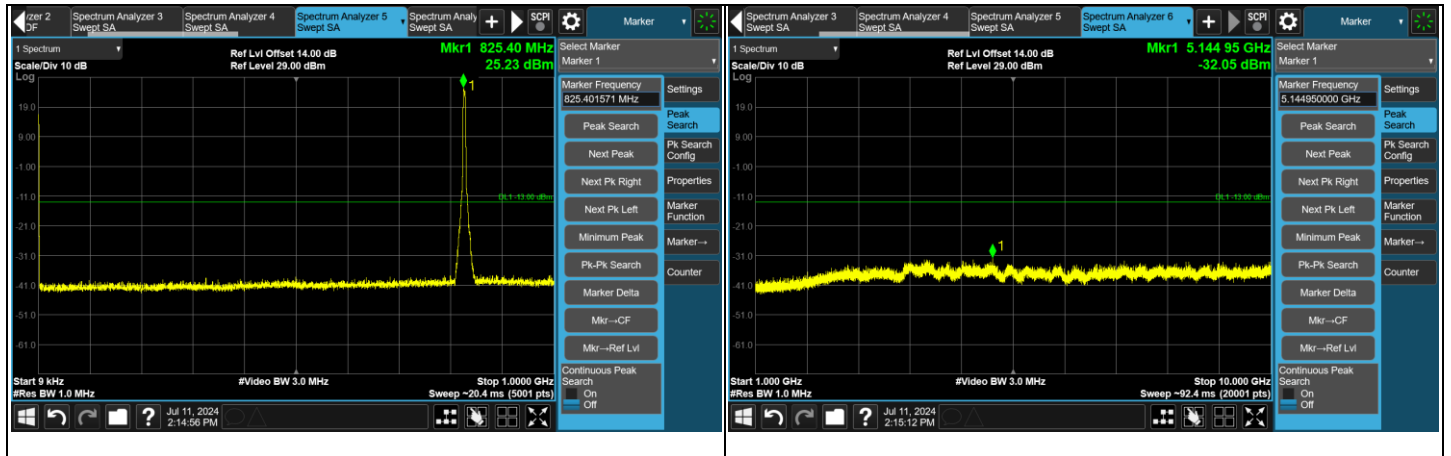 yzer 2
DF
Spectrum Analyzer 3
Swept SA
Spectrum Analyzer 4
Swept SA
Spectrum Analyzer 5
Swept SA
Spectrum Analy
Swept SA
SCPI
Marker
1 Spectrum
Scale/Div 10 dB
Log
Ref Lvl Offset 14.00 dB
Ref Level 29.00 dBm
Mkr1 825.40 MHz
25.23 dBm
1
19.0
9.00
-1.00
-11.0
-21.0
-31.0
-41.0
-51.0
-61.0
DL1 -13.00 dBm
Start 9 kHz
#Res BW 1.0 MHz
#Video BW 3.0 MHz
Stop 1.0000 GHz
Sweep ~20.4 ms (5001 pts)
Select Marker
Marker 1
Marker Frequency
825.401571 MHz
Peak Search
Next Peak
Next Pk Right
Next Pk Left
Minimum Peak
Pk-Pk Search
Marker Delta
Mkr→CF
Mkr→Ref Lvl
Continuous Peak
Search
On
Off
Settings
Peak
Search
Pk Search
Config
Properties
Marker
Function
Marker→
Counter
?
Jul 11, 2024
2:14:56 PM
Spectrum Analyzer 3
Swept SA
Spectrum Analyzer 4
Swept SA
Spectrum Analyzer 5
Swept SA
Spectrum Analyzer 6
Swept SA
SCPI
Marker
1 Spectrum
Scale/Div 10 dB
Log
Ref Lvl Offset 14.00 dB
Ref Level 29.00 dBm
Mkr1 5.144 95 GHz
-32.05 dBm
1
19.0
9.00
-1.00
-11.0
-21.0
-31.0
-41.0
-51.0
-61.0
DL1 -13.00 dBm
Start 1.000 GHz
#Res BW 1.0 MHz
#Video BW 3.0 MHz
Stop 10.000 GHz
Sweep ~92.4 ms (20001 pts)
Select Marker
Marker 1
Marker Frequency
5.144950000 GHz
Peak Search
Next Peak
Next Pk Right
Next Pk Left
Minimum Peak
Pk-Pk Search
Marker Delta
Mkr→CF
Mkr→Ref Lvl
Continuous Peak
Search
On
Off
Settings
Peak
Search
Pk Search
Config
Properties
Marker
Function
Marker→
Counter
?
Jul 11, 2024
2:15:12 PM